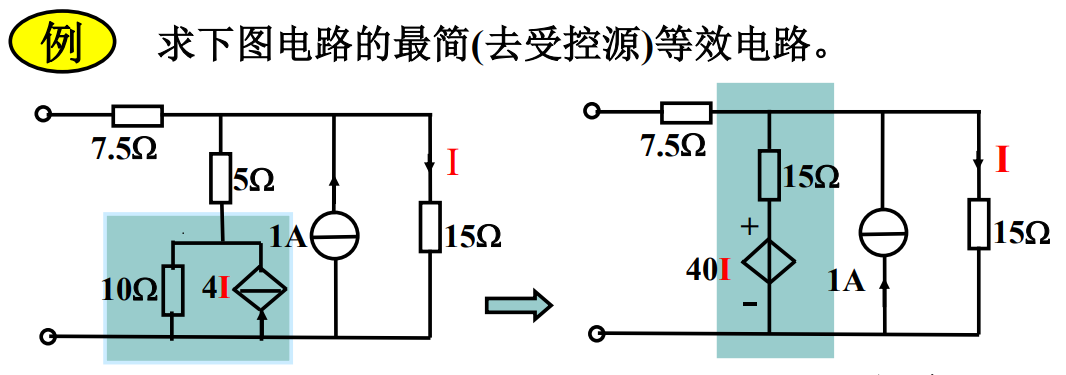 例 求下图电路的最简(去受控源)等效电路。
7.5Ω
5Ω
I
10Ω
4I
1A
15Ω
7.5Ω
15Ω
I
+
40I
-
1A
15Ω